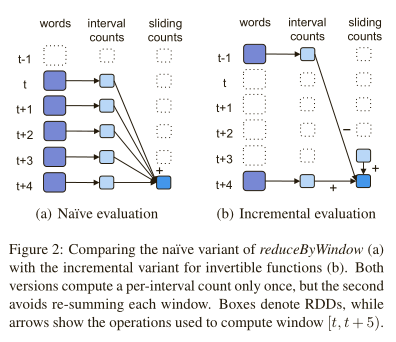 words interval counts sliding counts
t-1
t
t+1
t+2
t+3
t+4
+
(a) Naïve evaluation
words interval counts sliding counts
t-1
t
t+1
t+2
t+3
t+4
−
+
+
(b) Incremental evaluation
Figure 2: Comparing the naïve variant of reduceByWindow (a)
with the incremental variant for invertible functions (b). Both
versions compute a per-interval count only once, but the second
avoids re-summing each window. Boxes denote RDDs, while
arrows show the operations used to compute window [t, t + 5).